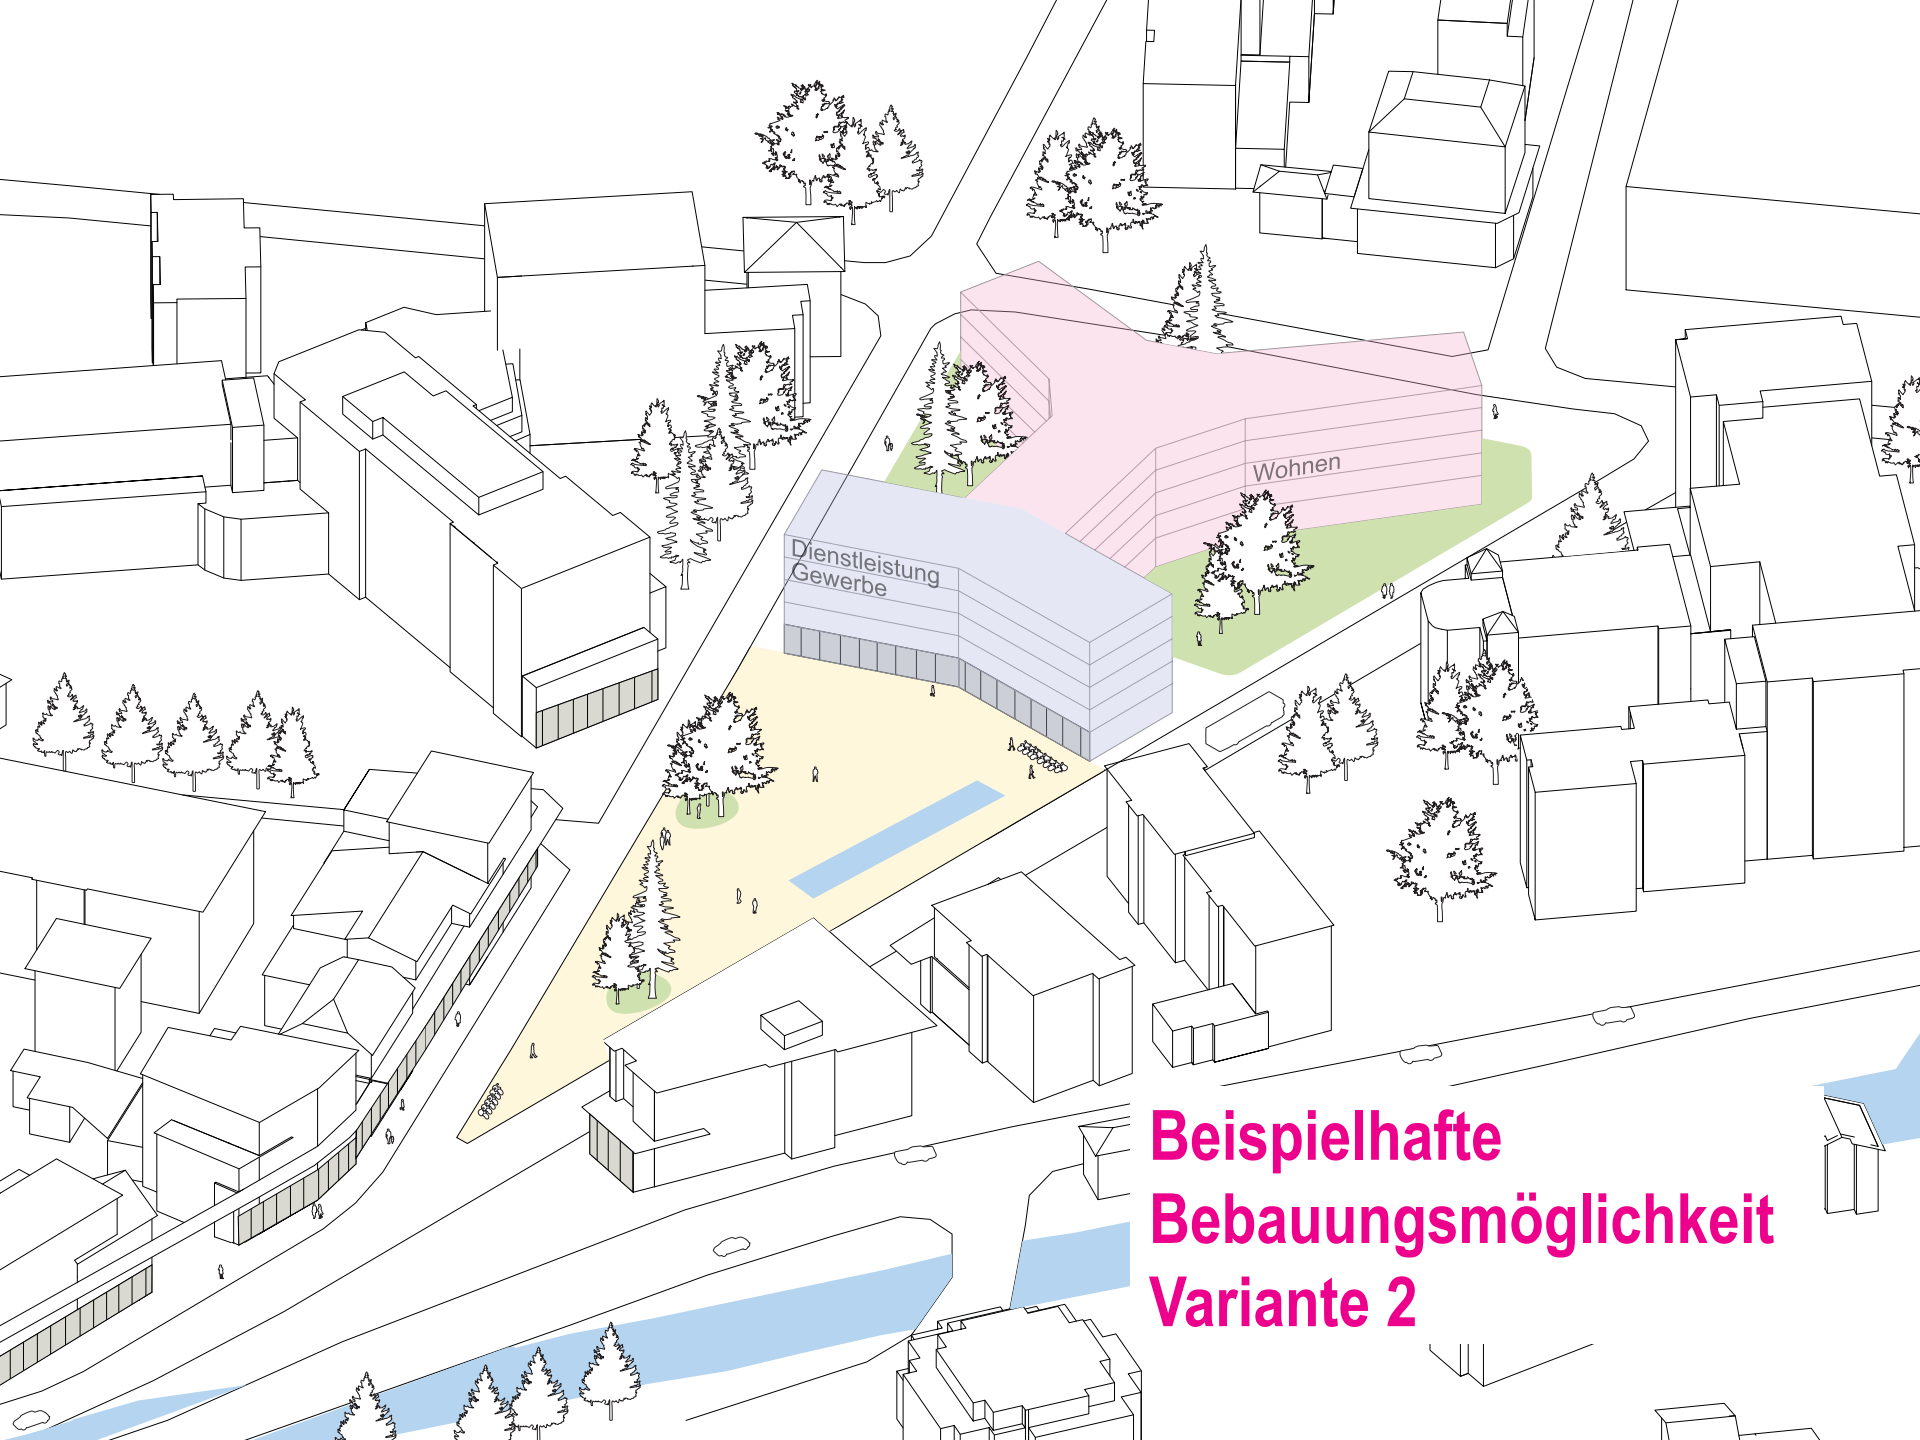 Wohnen
Dienstleistung
Gewerbe
Beispielhafte
Bebauungsmöglichkeit
Variante 2